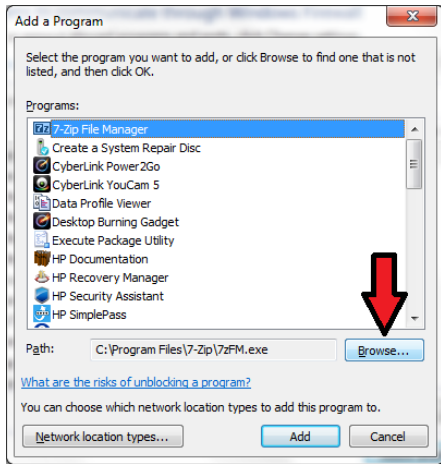 Add a Program
Select the program you want to add, or click Browse to find one that is not
listed, and then click OK.
Programs:
7-Zip File Manager
Create a System Repair Disc
CyberLink Power2Go
CyberLink YouCam 5
Data Profile Viewer
Desktop Burning Gadget
Execute Package Utility
HP Documentation
HP Recovery Manager
HP Security Assistant
HP SimplePass
Path: C:\Program Files\7-Zip\7zFM.exe Browse...
What are the risks of unblocking a program?
You can choose which network location types to add this program to.
Network location types... Add Cancel